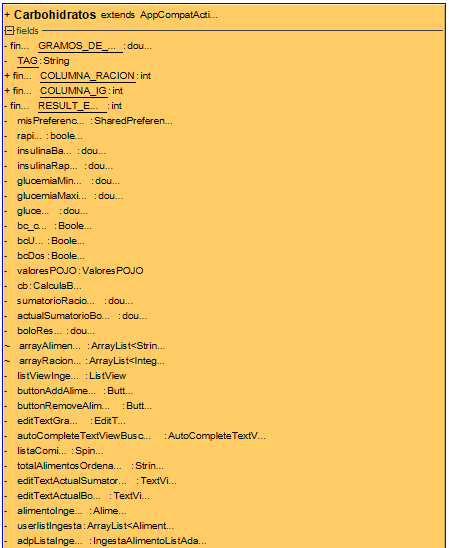 + Carbohidratos extends AppCompatActi...
fields
- fin... GRAMOS_DE_... : dou...
- TAG : String
+ fin... COLUMNA_RACION : int
+ fin... COLUMNA_IG : int
- fin... RESULT_E... : int
- misPreferenc... : SharedPreferen...
- rapi... : boole...
- insulinaBa... : dou...
- insulinaRap... : dou...
- glucemiaMin... : dou...
- glucemiaMaxi... : dou...
- gluce... : dou...
- bc_c... : Boole...
- bcU... : Boole...
- bcDos : Boole...
- valoresPOJO : ValoresPOJO
- cb : CalculaB...
- sumatorioRacio... : dou...
- actualSumatorioBo... : dou...
- boloRes... : dou...
~ arrayAlimen... : ArrayList<Strin...
~ arrayRacion... : ArrayList<Integ...
- listViewInge... : ListView
- buttonAddAlime... : Butt...
- buttonRemoveAlim... : Butt...
- editTextGra... : EditT...
- autoCompleteTextViewBusc... : AutoCompleteTextV...
- listaComi... : Spin...
- totalAlimentosOrdena... : Strin...
- editTextActualSumator... : TextVi...
- editTextActualBo... : TextVi...
- alimentoInge... : Alime...
- userlistIngesta : ArrayList<Aliment...
- adpListaInge... : IngestaAlimentoListAda...